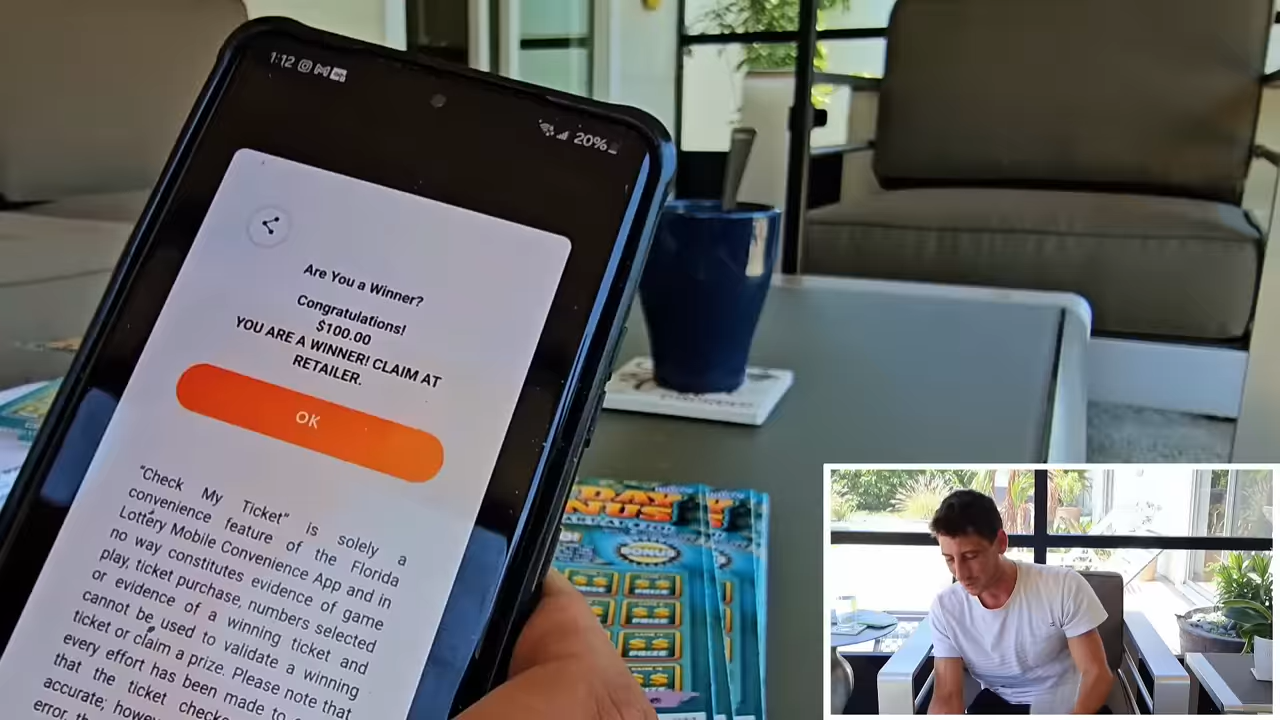 1:12
20%
Are You a Winner?
Congratulations!
$100.00
YOU ARE A WINNER! CLAIM AT
RETAILER.
OK
“Check My Ticket” is solely a
convenience feature of the Florida
Lottery Mobile Convenience App and in
no way constitutes evidence of game
play, ticket purchase, numbers selected
or evidence of a winning ticket and
cannot be used to validate a winning
ticket or claim a prize. Please note that
every effort has been made to
that the ticket
accurate;
error,
BONUS